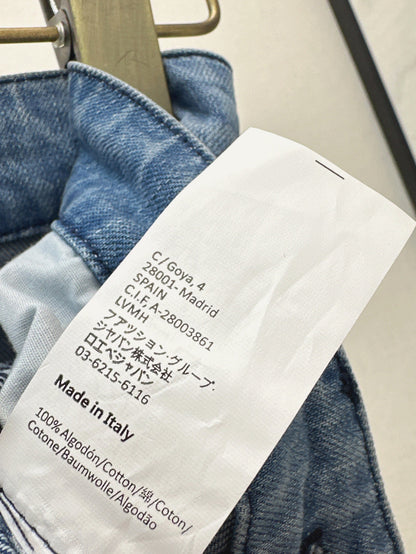 C/Goya, 4
28001- Madrid
SPAIN
C.I.F, A-28003861
LVMH
ファッション.グループ.
ジャパン株式会社
ロエベジャパン
03-6215-6116
Made in Italy
100%Algodón/Cotton/綿/Coton/
Cotone/Baumwolle/Algodão